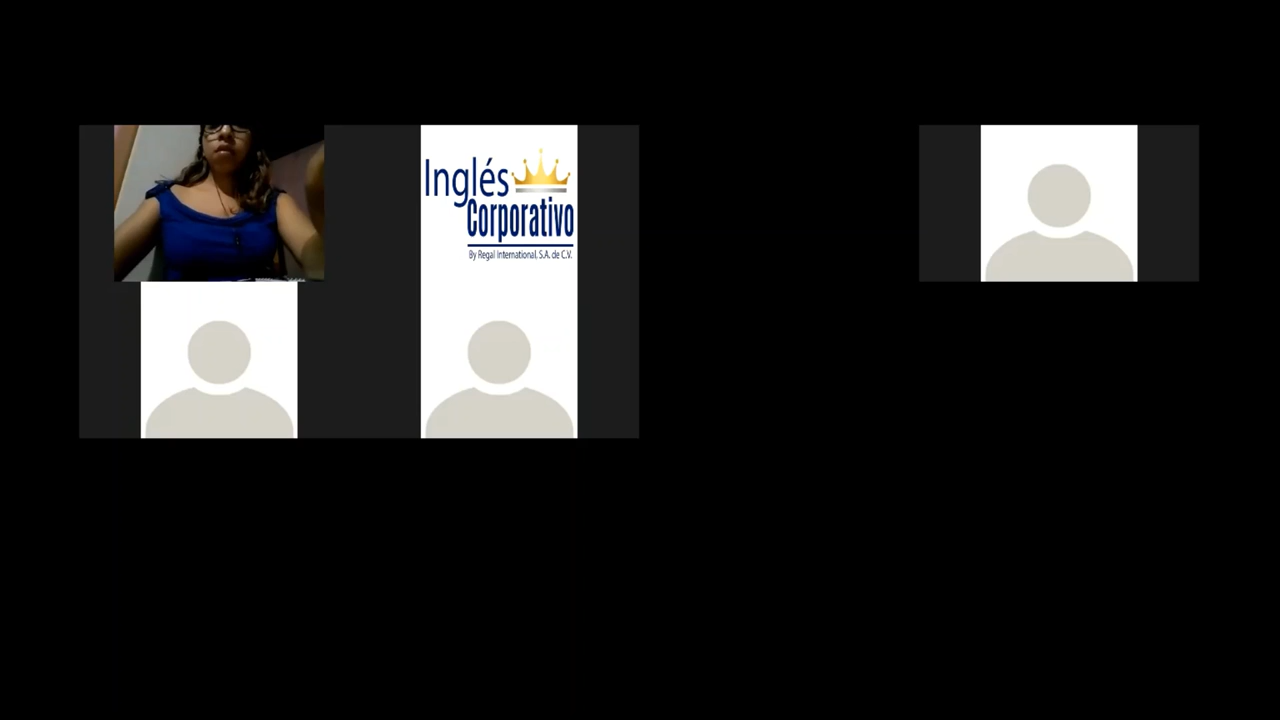 Inglés
Corporativo
By Regal International, S.A. de C.V.